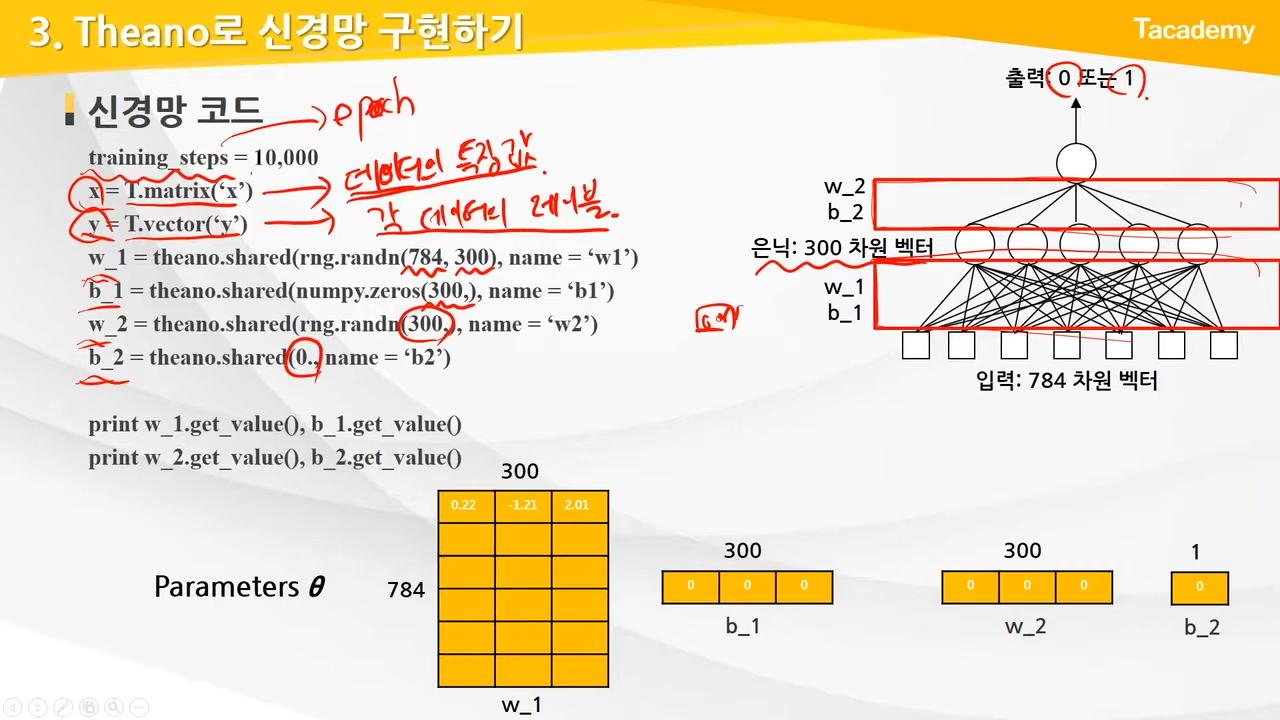 3. Theano로 신경망 구현하기
Tacademy
신경망 코드
epoch
training_steps = 10,000
x = T.matrix(‘x’)
데이터의 특징값
y = T.vector(‘y’)
각 데이터의 레이블.
w_1 = theano.shared(rng.randn(784, 300), name = ‘w1’)
b_1 = theano.shared(numpy.zeros(300,), name = ‘b1’)
w_2 = theano.shared(rng.randn(300,), name = ‘w2’)
b_2 = theano.shared(0., name = ‘b2’)
print w_1.get_value(), b_1.get_value()
print w_2.get_value(), b_2.get_value()
출력: 0 또는 1
w_2
b_2
은닉: 300 차원 벡터
w_1
b_1
입력: 784 차원 벡터
Parameters θ
300
784
0.22 -1.21 2.01
w_1
300
0 0 0
b_1
300
0 0 0
w_2
1
0
b_2